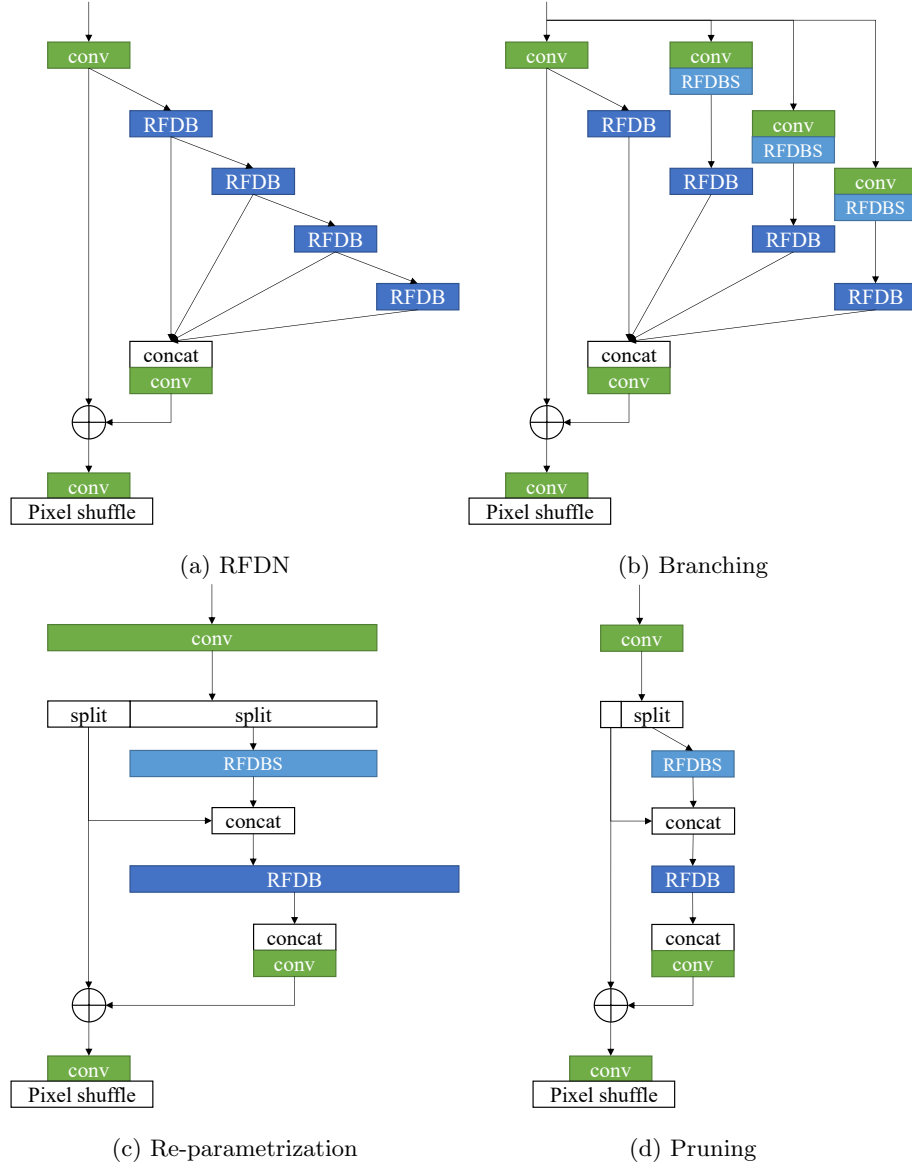 conv
RFDB
RFDB
RFDB
RFDB
concat
conv
conv
Pixel shuffle
(a) RFDN
conv
conv
RFDBS
RFDB
conv
RFDBS
RFDB
conv
RFDBS
RFDB
RFDB
concat
conv
conv
Pixel shuffle
(b) Branching
conv
split split
RFDBS
concat
RFDB
concat
conv
conv
Pixel shuffle
(c) Re-parametrization
conv
split
RFDBS
concat
RFDB
concat
conv
conv
Pixel shuffle
(d) Pruning